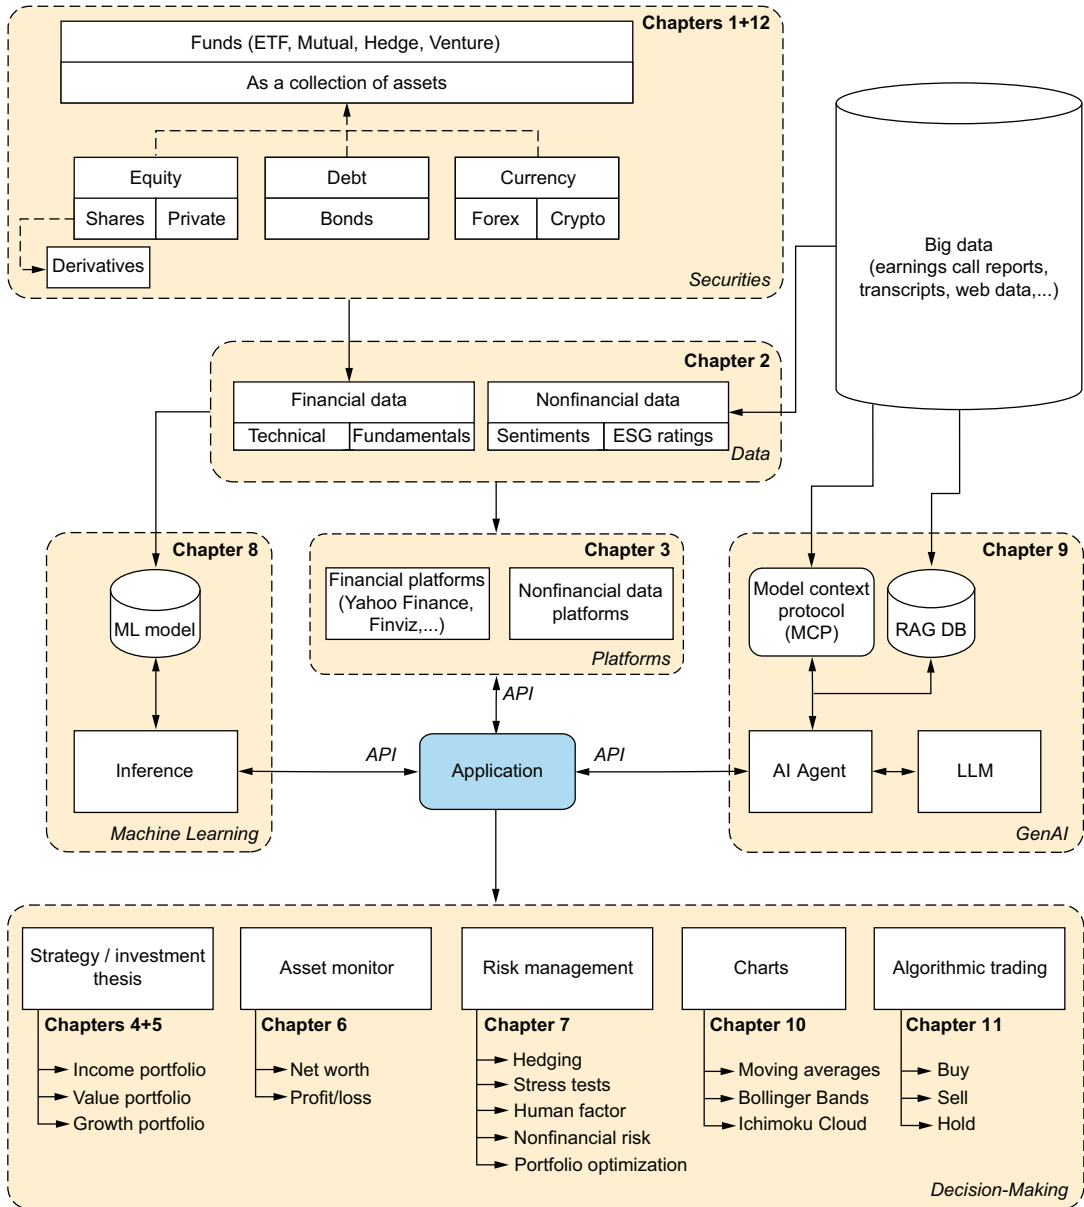 Chapters 1+12
Funds (ETF, Mutual, Hedge, Venture)
As a collection of assets
Equity
Shares
Private
Debt
Bonds
Currency
Forex
Crypto
Derivatives
Securities
Big data
(earnings call reports,
transcripts, web data,...)
Chapter 2
Financial data
Technical
Fundamentals
Nonfinancial data
Sentiments
ESG ratings
Data
Chapter 8
ML model
Inference
Machine Learning
Chapter 3
Financial platforms
(Yahoo Finance,
Finviz,...)
Nonfinancial data
platforms
Platforms
Chapter 9
Model context
protocol
(MCP)
RAG DB
AI Agent
LLM
GenAI
API
API
Application
API
Strategy / investment
thesis
Chapters 4+5
Income portfolio
Value portfolio
Growth portfolio
Asset monitor
Chapter 6
Net worth
Profit/loss
Risk management
Chapter 7
Hedging
Stress tests
Human factor
Nonfinancial risk
Portfolio optimization
Charts
Chapter 10
Moving averages
Bollinger Bands
Ichimoku Cloud
Algorithmic trading
Chapter 11
Buy
Sell
Hold
Decision-Making